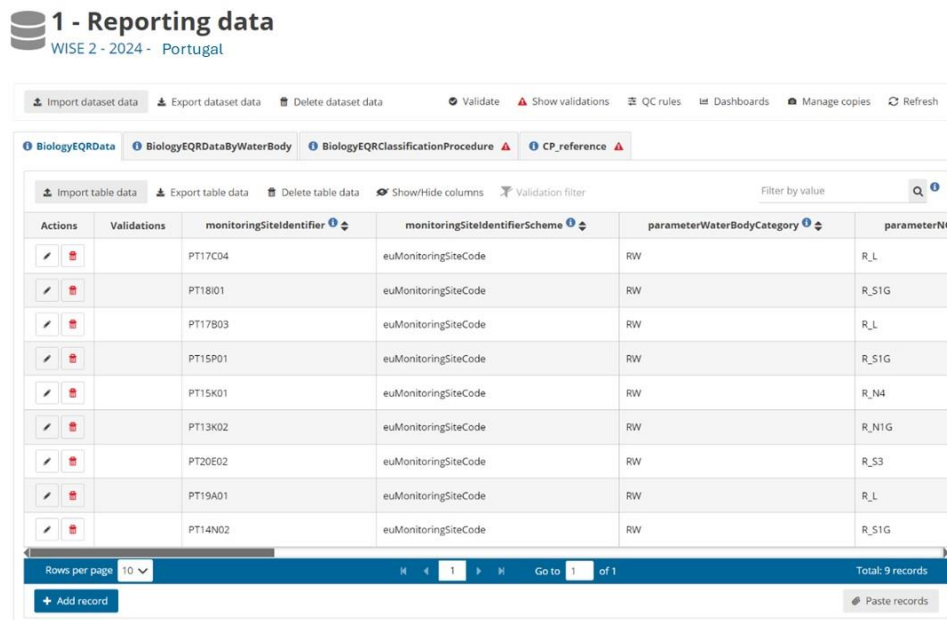 1 - Reporting data
WISE 2 - 2024 - Portugal
Import dataset data Export dataset data Delete dataset data Validate Show validations QC rules Dashboards Manage copies Refresh
BiologyEQRData BiologyEQRDataByWaterBody BiologyEQRClassificationProcedure CP_reference
Import table data Export table data Delete table data Show/Hide columns Validation filter Filter by value
Actions Validations monitoringSiteIdentifier monitoringSiteIdentifierScheme parameterWaterBodyCategory parameterN
PT17C04 euMonitoringSiteCode RW R_L
PT18I01 euMonitoringSiteCode RW R_S1G
PT17B03 euMonitoringSiteCode RW R_L
PT15P01 euMonitoringSiteCode RW R_S1G
PT15K01 euMonitoringSiteCode RW R_N4
PT13K02 euMonitoringSiteCode RW R_N1G
PT20E02 euMonitoringSiteCode RW R_S3
PT19A01 euMonitoringSiteCode RW R_L
PT14N02 euMonitoringSiteCode RW R_S1G
Rows per page 10 1 Go to 1 of 1 Total: 9 records
+ Add record Paste records